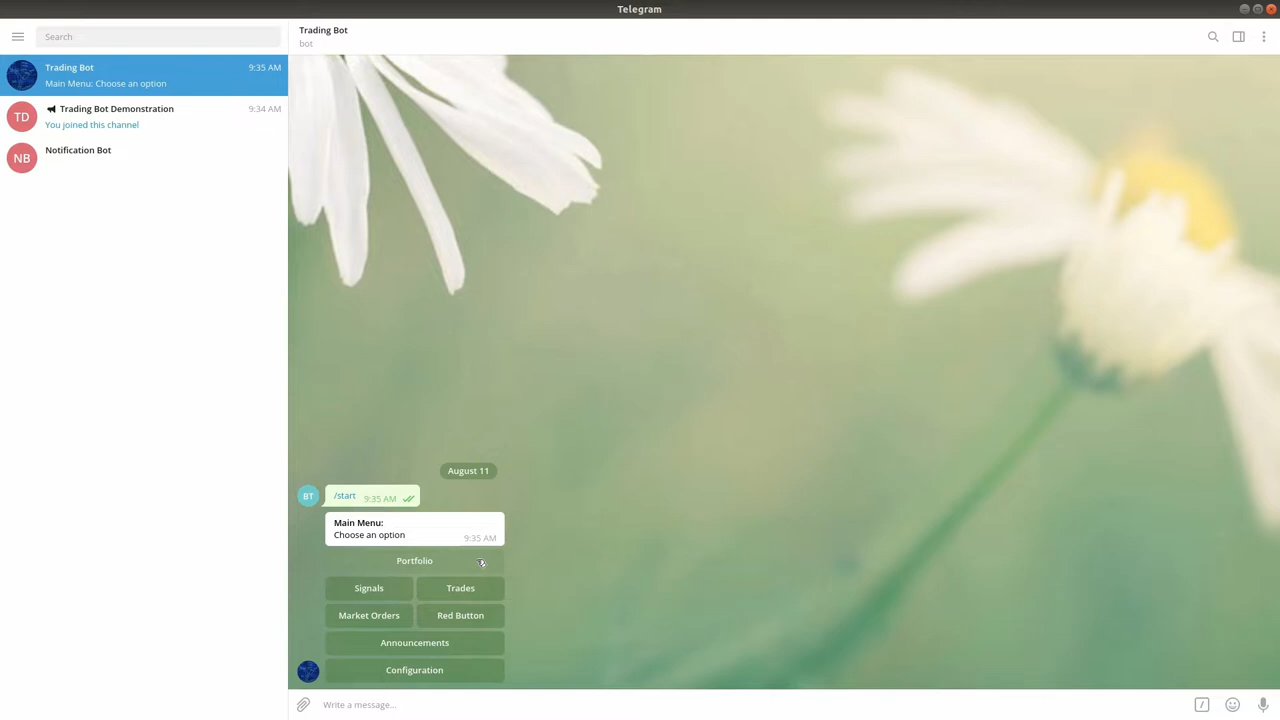 Telegram
Search
Trading Bot
9:35 AM
Main Menu: Choose an option
TD
Trading Bot Demonstration
9:34 AM
You joined this channel
NB
Notification Bot
Trading Bot
bot
August 11
BT
/start
9:35 AM
Main Menu:
Choose an option
9:35 AM
Portfolio
Signals
Trades
Market Orders
Red Button
Announcements
Configuration
Write a message...